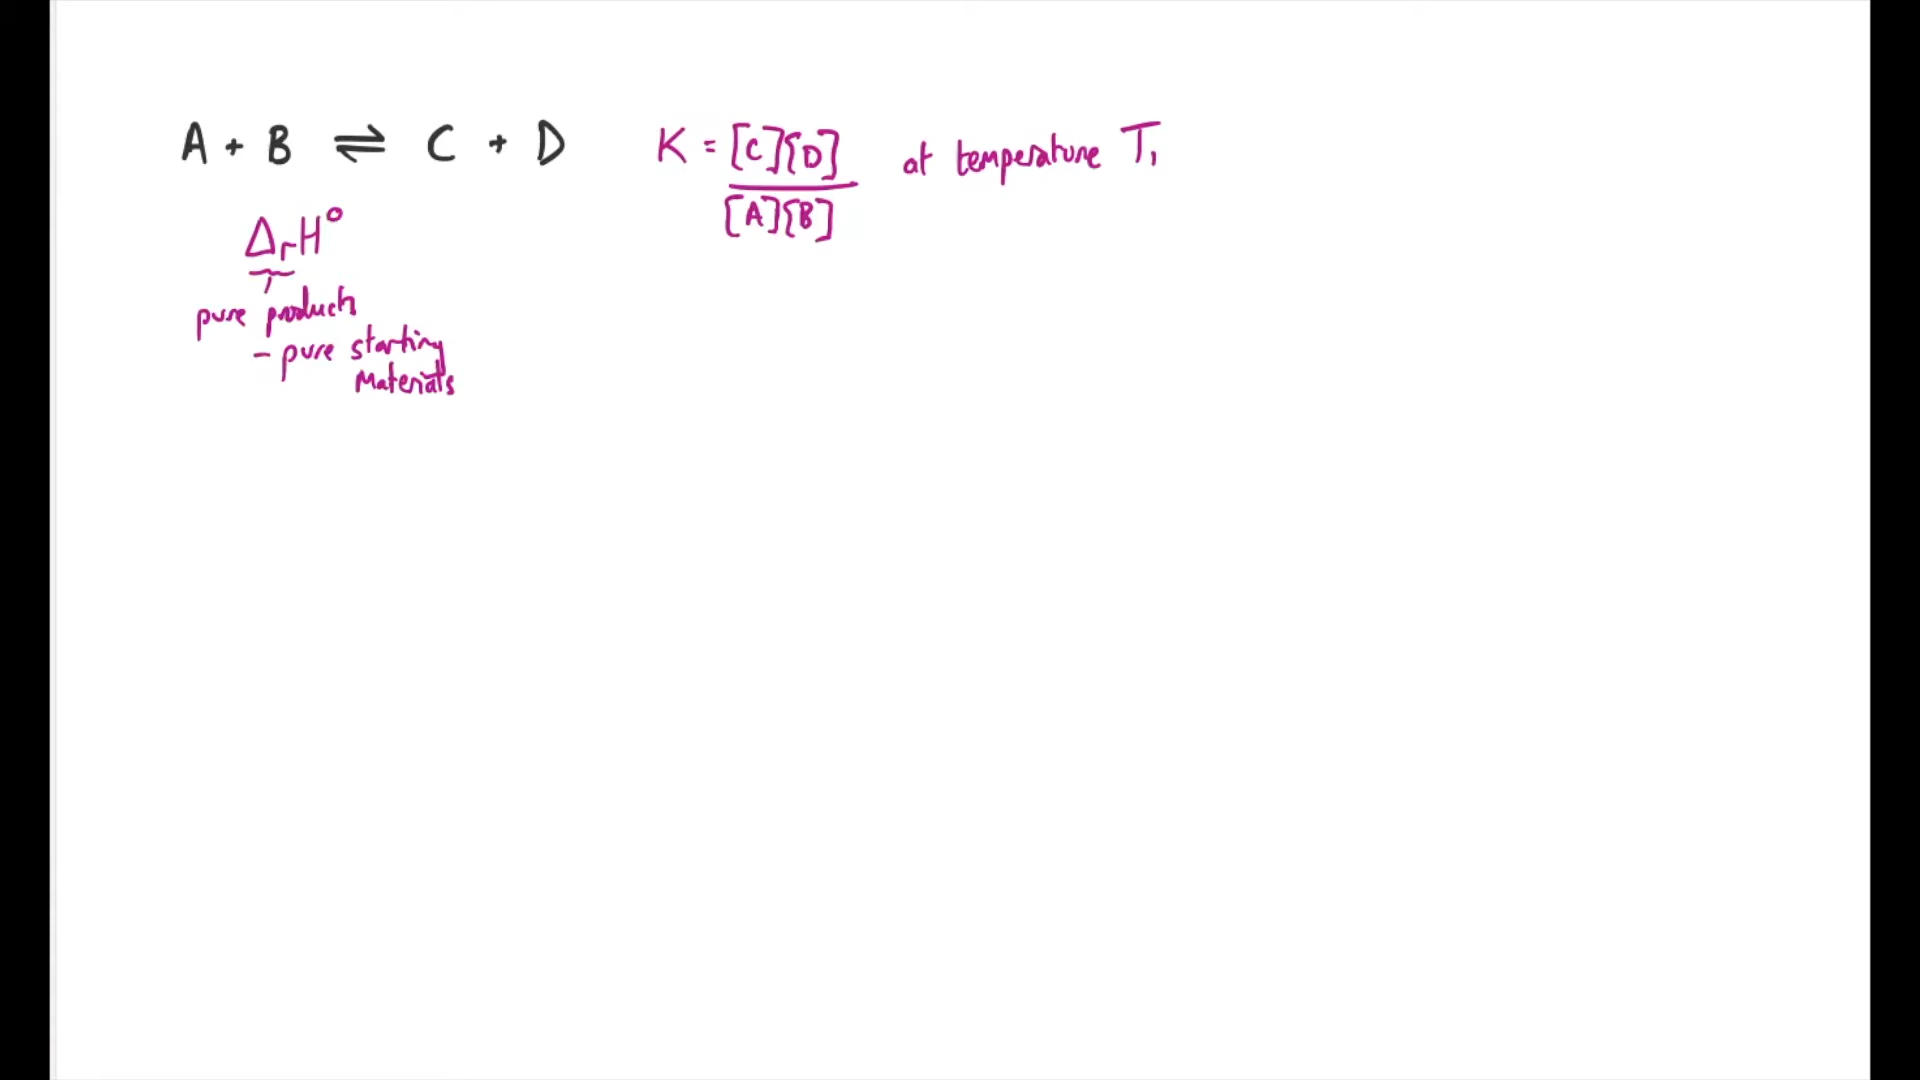 A + B ⇌ C + D K = [C][D] at temperature T₁
[A][B]
ΔrH°
pure products
- pure starting
Materials